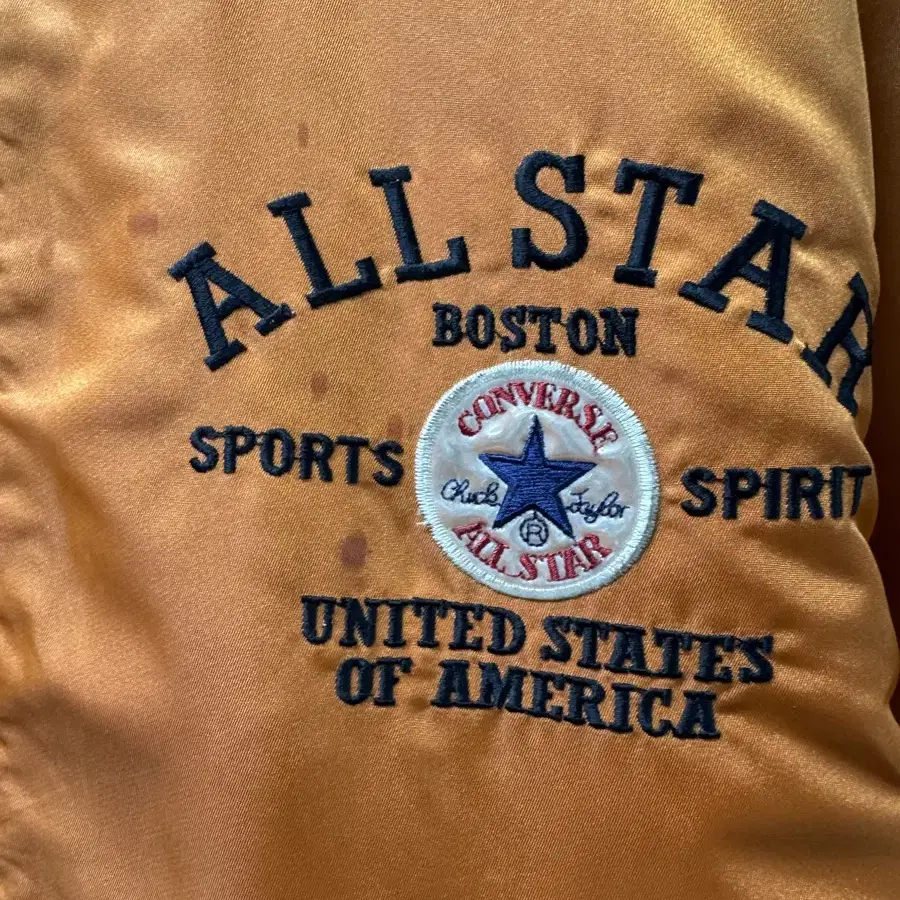 ALL STAR
BOSTON
SPORTS
CONVERSE
Chuck Taylor
®
ALL STAR
SPIRIT
UNITED STATES
OF AMERICA